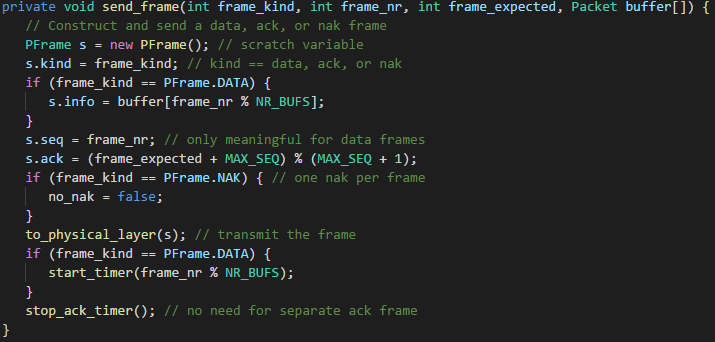 private void send_frame(int frame_kind, int frame_nr, int frame_expected, Packet buffer[]) {
// Construct and send a data, ack, or nak frame
PFrame s = new PFrame(); // scratch variable
s.kind = frame_kind; // kind == data, ack, or nak
if (frame_kind == PFrame.DATA) {
s.info = buffer[frame_nr % NR_BUFS];
}
s.seq = frame_nr; // only meaningful for data frames
s.ack = (frame_expected + MAX_SEQ) % (MAX_SEQ + 1);
if (frame_kind == PFrame.NAK) { // one nak per frame
no_nak = false;
}
to_physical_layer(s); // transmit the frame
if (frame_kind == PFrame.DATA) {
start_timer(frame_nr % NR_BUFS);
}
stop_ack_timer(); // no need for separate ack frame
}